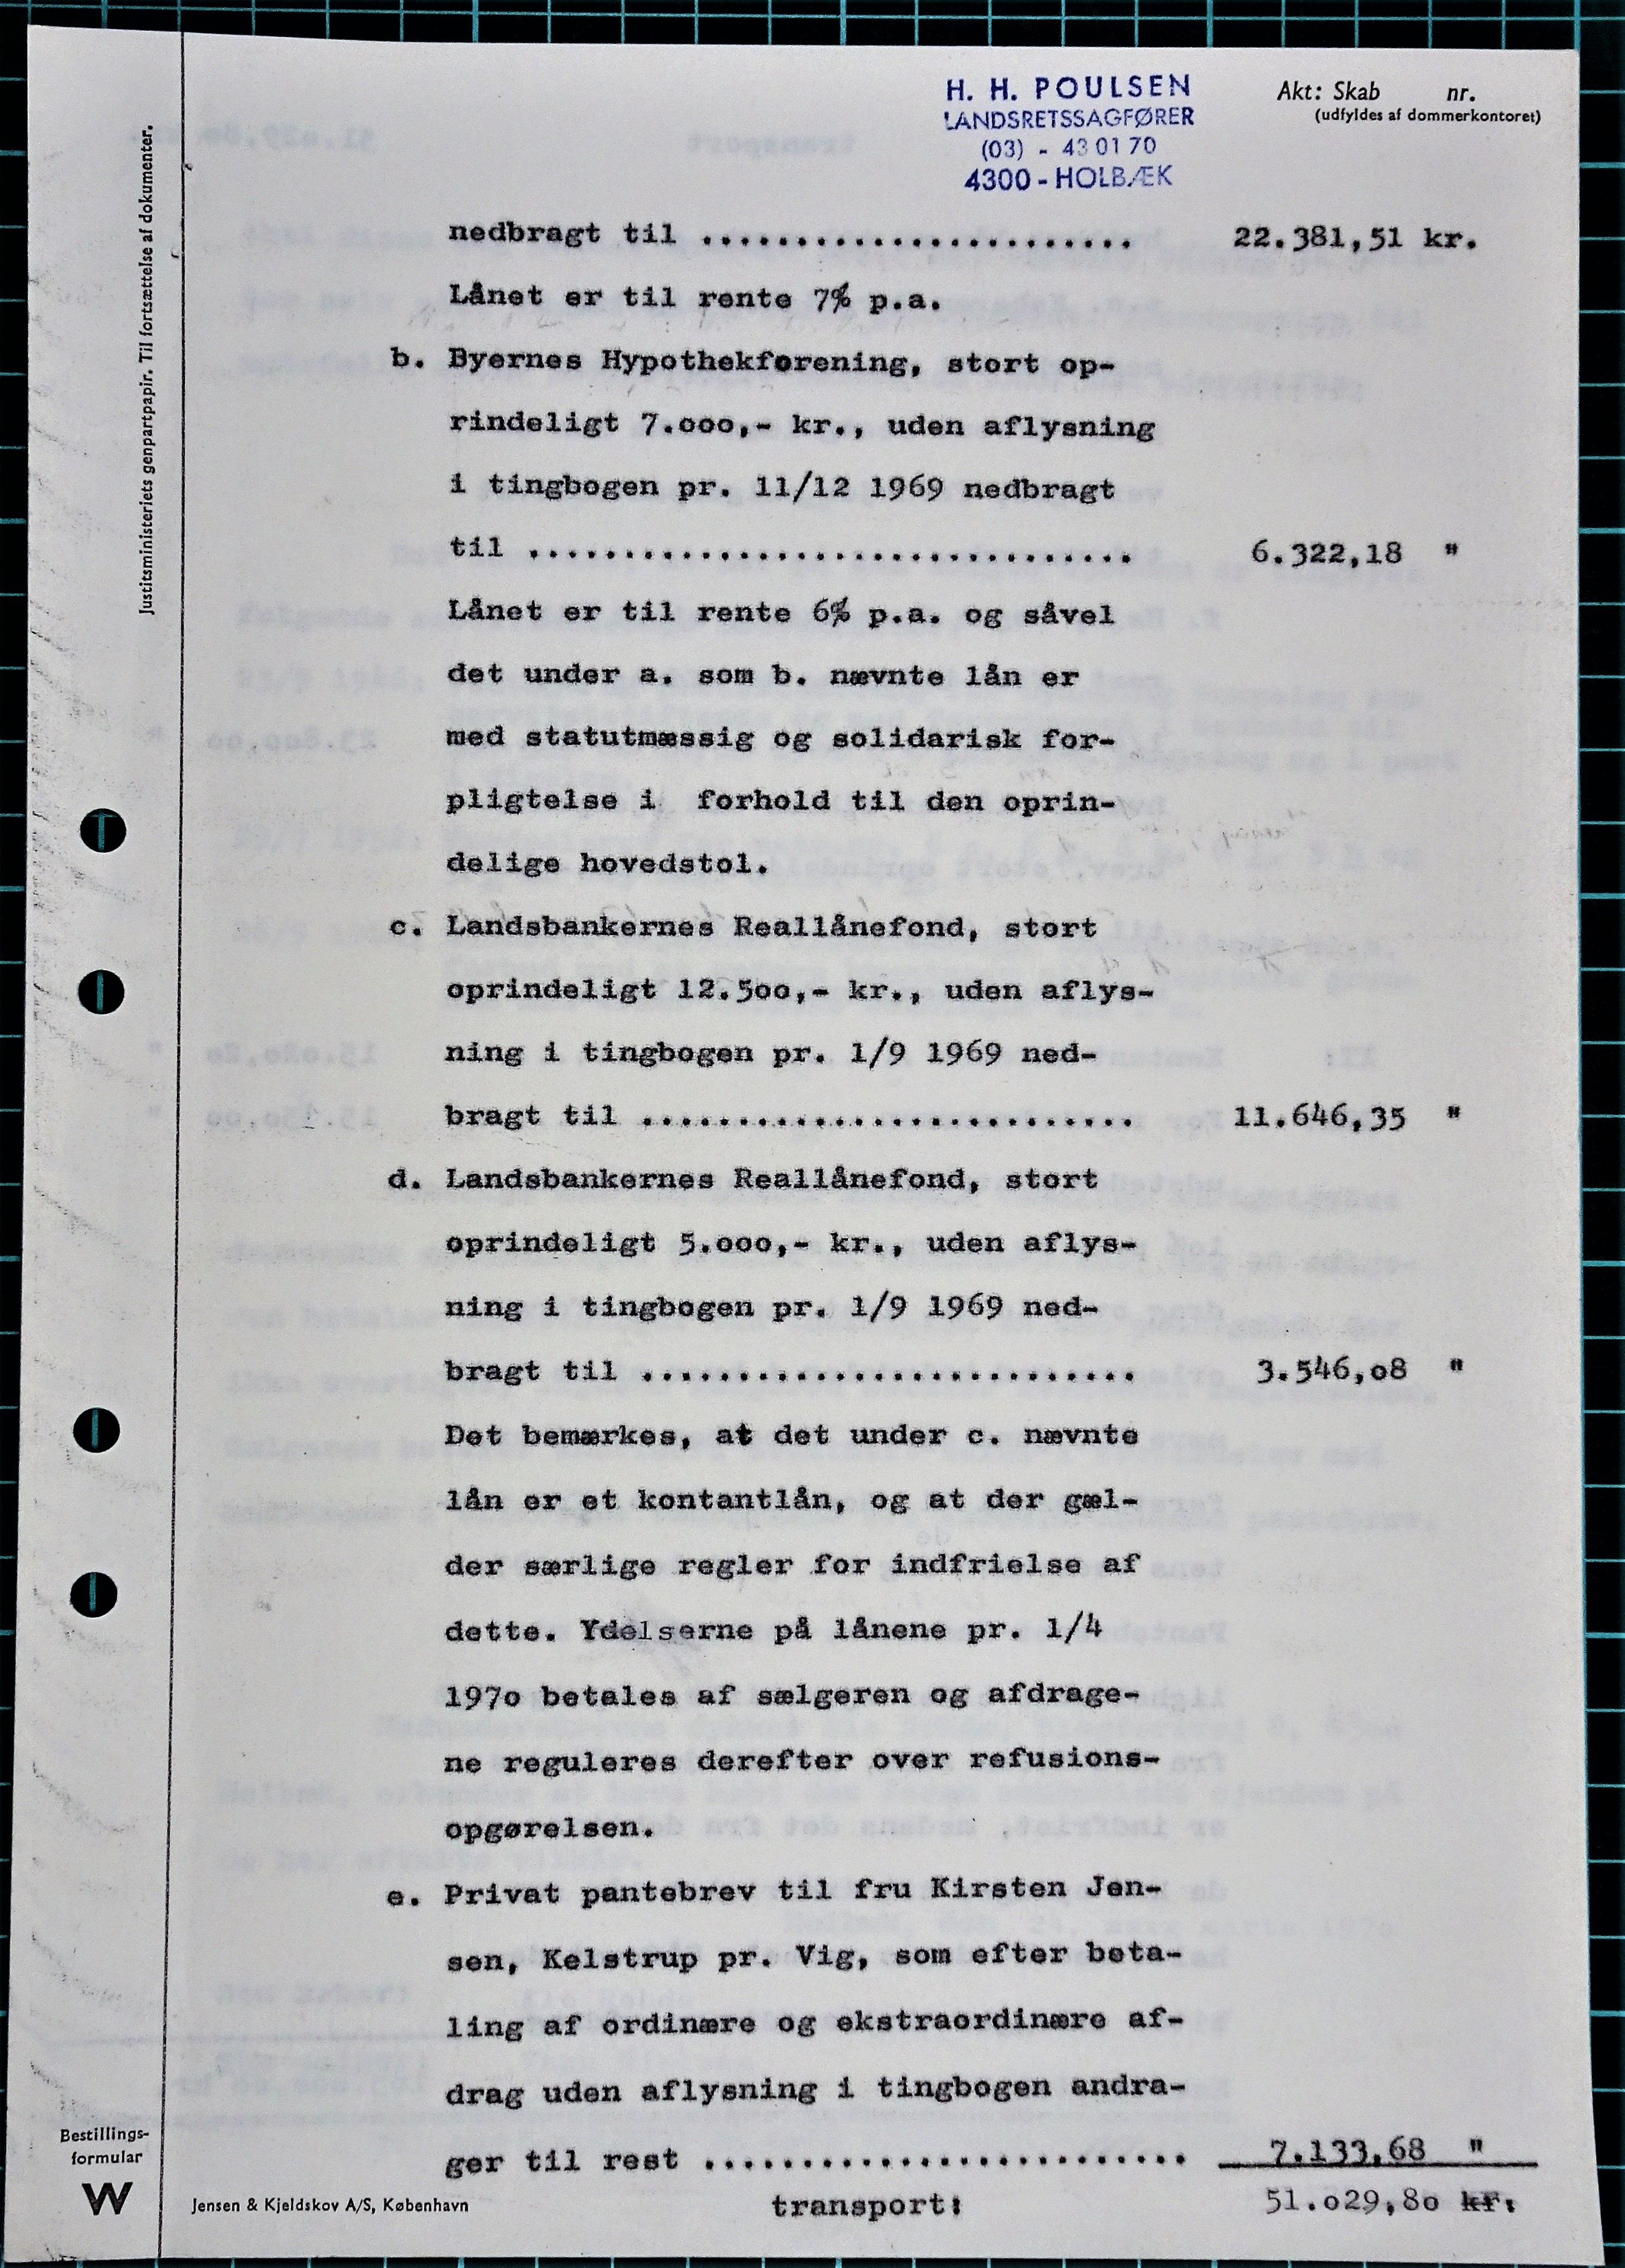 H. H. POULSEN
LANDSRETSSAGFØRER
(03) - 43 01 70
4300 - HOLBÆK
Akt: Skab nr.
(udfyldes af dommerkontoret)
Justitsministeriets genpartpapir. Til fortsættelse af dokumenter.
nedbragt til ....................... 22.381,51 kr.
Lånet er til rente 7% p.a.
b. Byernes Hypothekforening, stort op-
rindeligt 7.ooo,- kr., uden aflysning
i tingbogen pr. 11/12 1969 nedbragt
til ................................ 6.322,18 "
Lånet er til rente 6% p.a. og såvel
det under a. som b. nævnte lån er
med statutmæssig og solidarisk for-
pligtelse i forhold til den oprin-
delige hovedstol.
c. Landsbankernes Reallånefond, stort
oprindeligt 12.5oo,- kr., uden aflys-
ning i tingbogen pr. 1/9 1969 ned-
bragt til .......................... 11.646,35 "
d. Landsbankernes Reallånefond, stort
oprindeligt 5.ooo,- kr., uden aflys-
ning i tingbogen pr. 1/9 1969 ned-
bragt til .......................... 3.546,o8 "
Det bemærkes, at det under c. nævnte
lån er et kontantlån, og at der gæl-
der særlige regler for indfrielse af
dette. Ydelserne på lånene pr. 1/4
197o betales af sælgeren og afdrage-
ne reguleres derefter over refusions-
opgørelsen.
e. Privat pantebrev til fru Kirsten Jen-
sen, Kelstrup pr. Vig, som efter beta-
ling af ordinære og ekstraordinære af-
drag uden aflysning i tingbogen andra-
ger til rest ......................... 7.133,68 "
transport: 51.o29,8o kr.
Bestillings-
formular
W
Jensen & Kjeldskov A/S, København